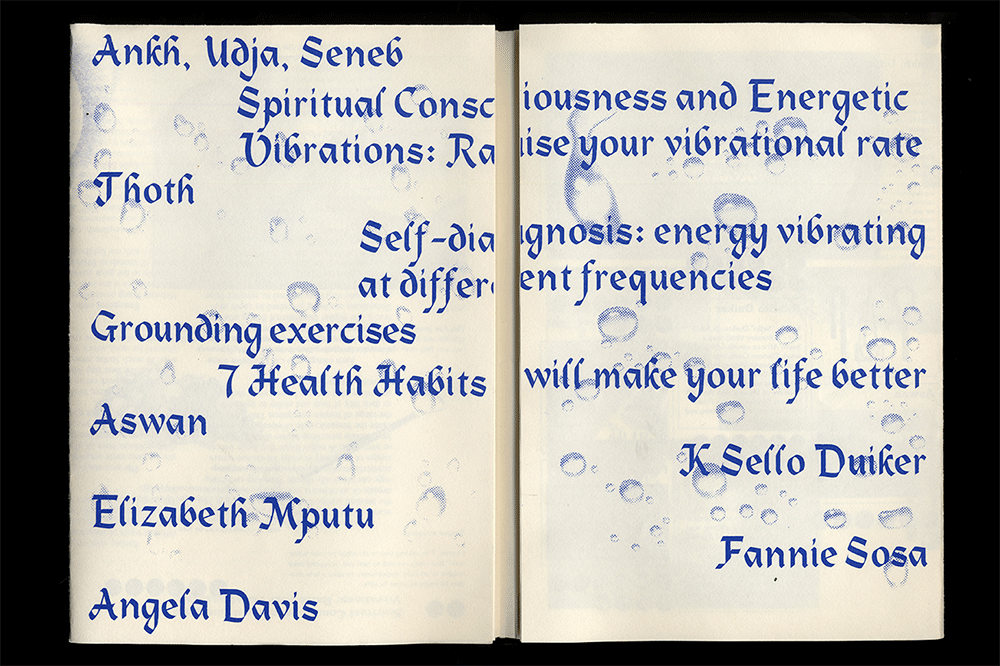 Ankh, Udja, Seneb
Spiritual Consciousness and Energetic
Vibrations: Raise your vibrational rate
Thoth
Self-diagnosis: energy vibrating
at different frequencies
Grounding exercises
7 Health Habits will make your life better
Aswan
K Sello Duiker
Elizabeth Mputu
Fannie Sosa
Angela Davis